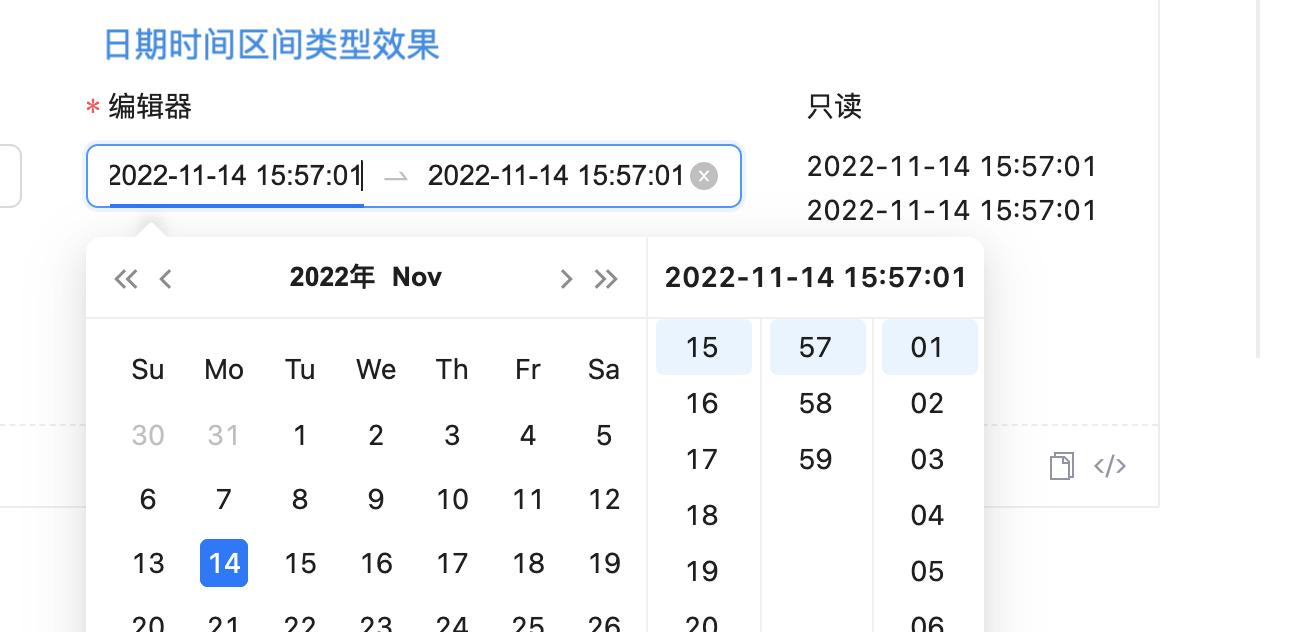 日期时间区间类型效果
* 编辑器
只读
2022-11-14 15:57:01 → 2022-11-14 15:57:01
2022-11-14 15:57:01
2022-11-14 15:57:01
2022年 Nov
2022-11-14 15:57:01
Su Mo Tu We Th Fr Sa
30 31 1 2 3 4 5
6 7 8 9 10 11 12
13 14 15 16 17 18 19
20 21 22 23 24 25 26
15 57 01
16 58 02
17 59 03
18 04
19 05
20 06